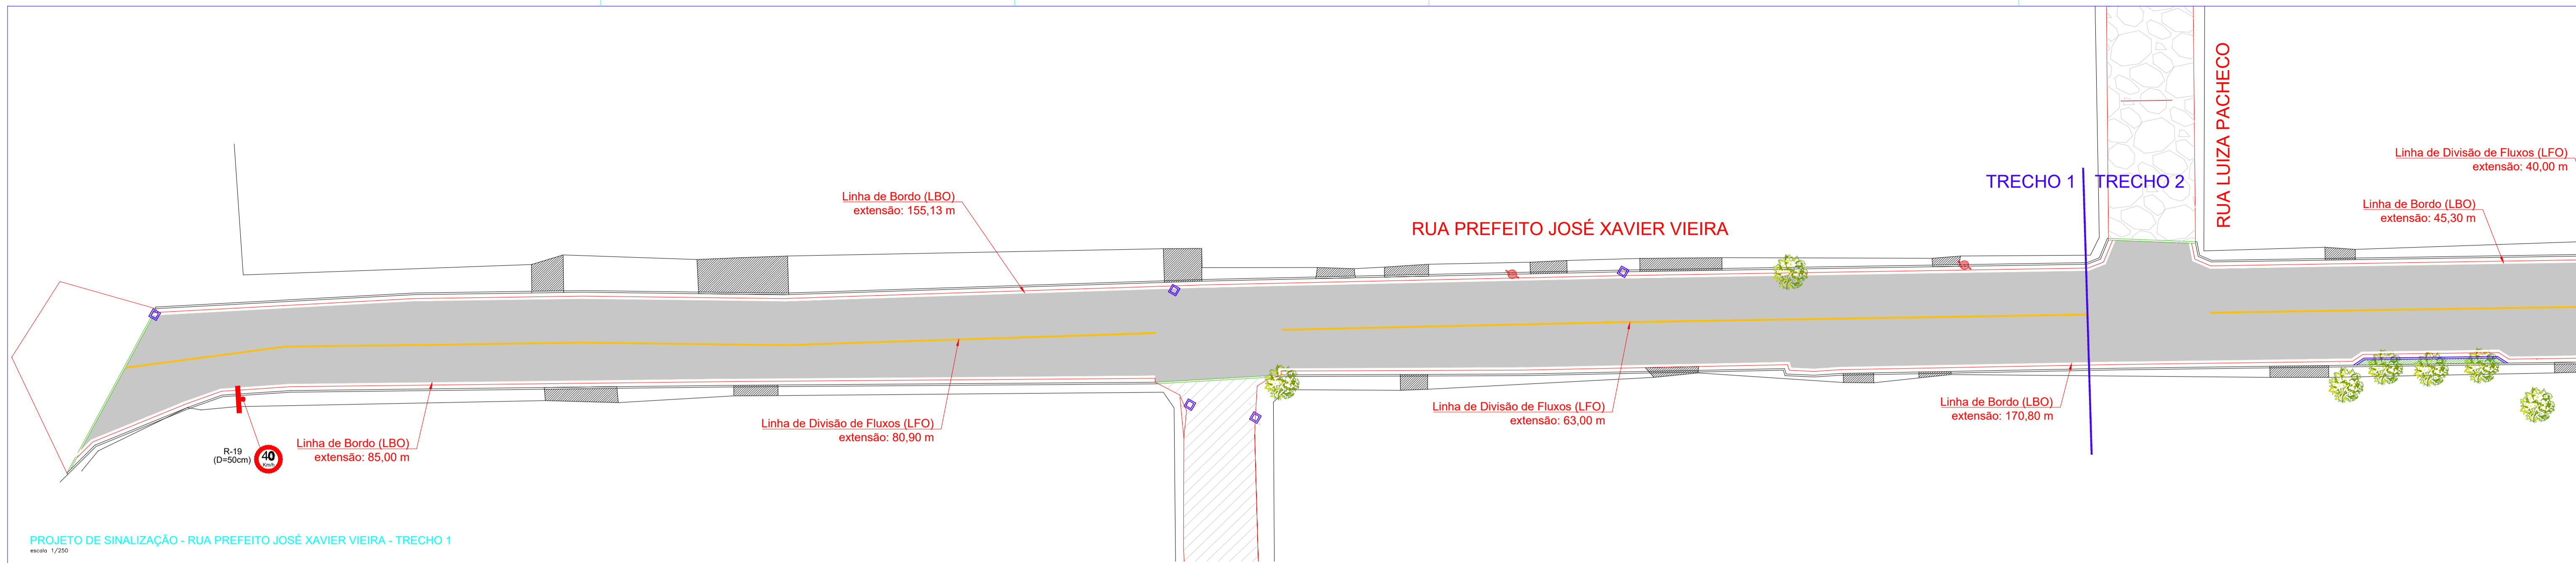 RUA LUIZA PACHECO
Linha de Divisão de Fluxos (LFO)
extensão: 40,00 m
TRECHO 1
TRECHO 2
Linha de Bordo (LBO)
extensão: 155,13 m
Linha de Bordo (LBO)
extensão: 45,30 m
RUA PREFEITO JOSÉ XAVIER VIEIRA
Linha de Divisão de Fluxos (LFO)
extensão: 63,00 m
Linha de Bordo (LBO)
extensão: 170,80 m
Linha de Divisão de Fluxos (LFO)
extensão: 80,90 m
Linha de Bordo (LBO)
extensão: 85,00 m
R-19
(D=50cm)
40
Km/h
PROJETO DE SINALIZAÇÃO - RUA PREFEITO JOSÉ XAVIER VIEIRA - TRECHO 1
escala 1/250